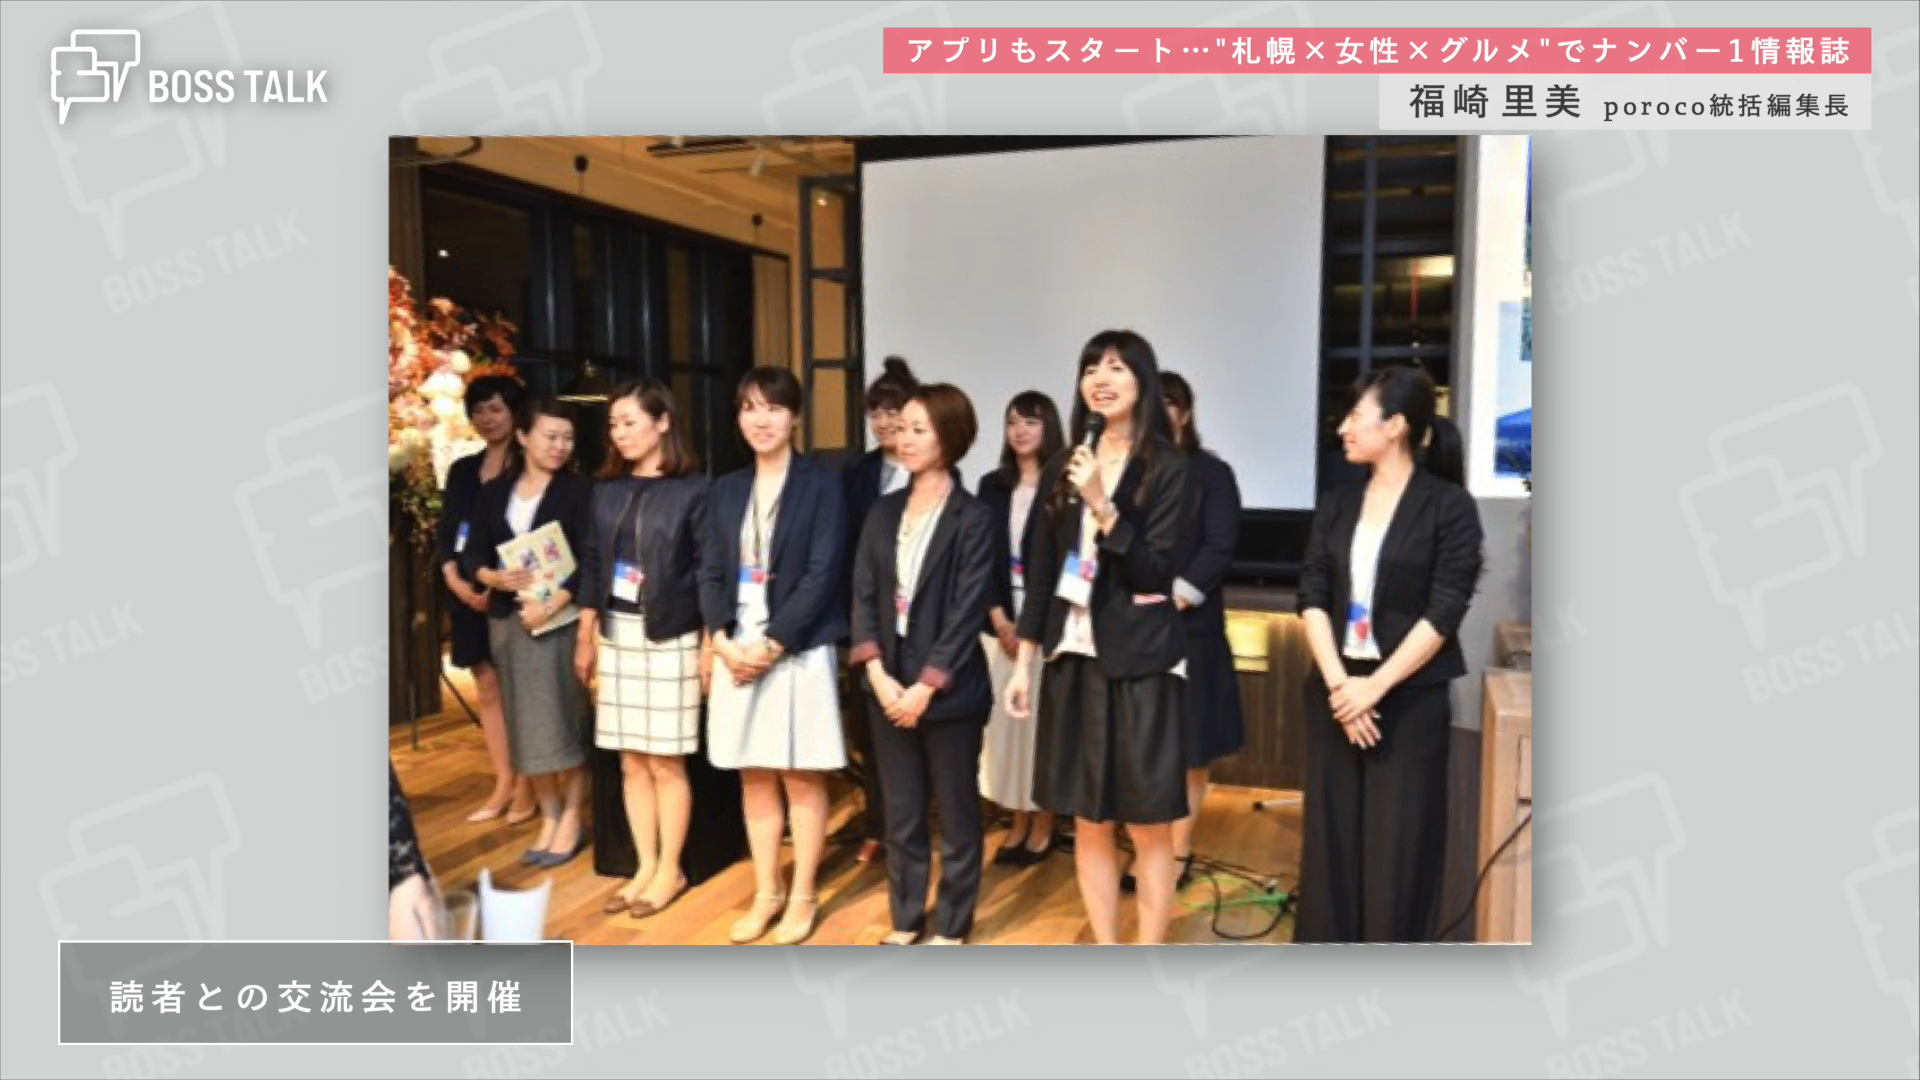 BOSS TALK
アプリもスタート…"札幌×女性×グルメ"でナンバー1情報誌
福崎 里美 poroco統括編集長
読者との交流会を開催